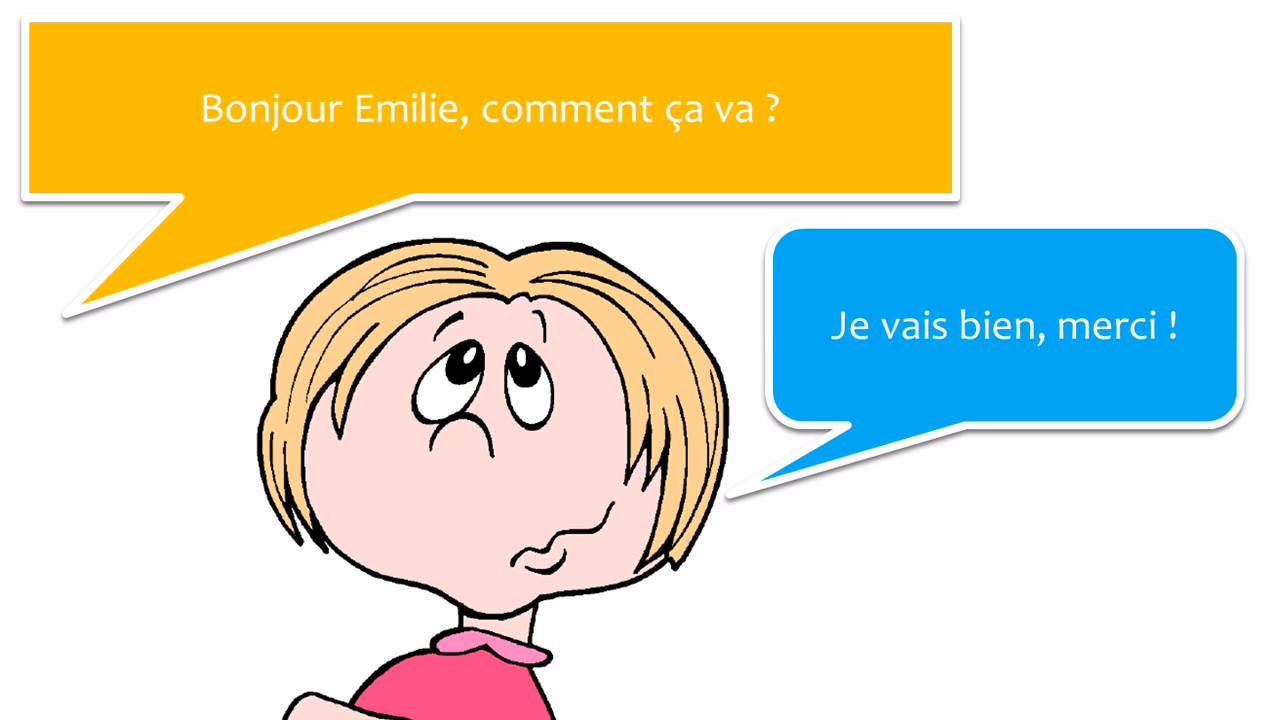 Bonjour Emilie, comment ça va ?
Je vais bien, merci !